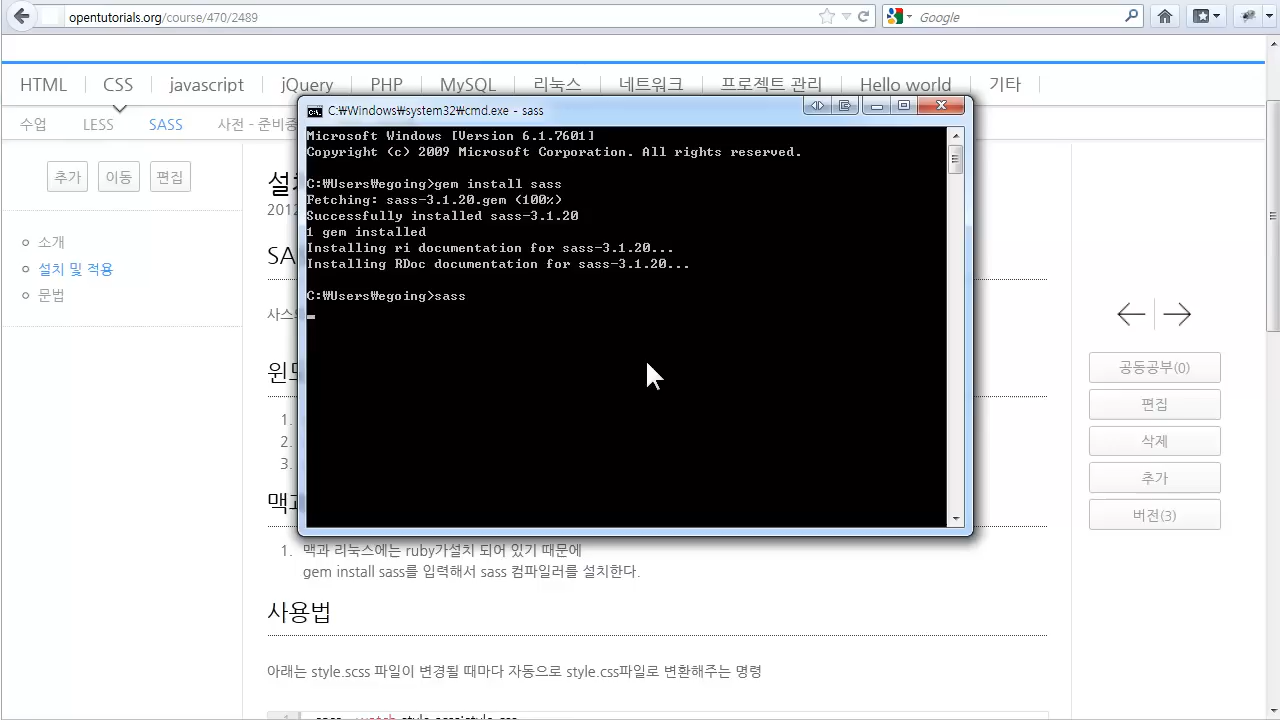 opentutorials.org/course/470/2489
Google
HTML CSS javascript jQuery PHP MySQL 리눅스 네트워크 프로젝트 관리 Hello world 기타
수업 LESS SASS 사전 - 준비중
추가 이동 편집
소개
설치 및 적용
문법
C:\Windows\system32\cmd.exe - sass
Microsoft Windows [Version 6.1.7601]
Copyright (c) 2009 Microsoft Corporation. All rights reserved.
C:\Users\egoing>gem install sass
Fetching: sass-3.1.20.gem (100%)
Successfully installed sass-3.1.20
1 gem installed
Installing ri documentation for sass-3.1.20...
Installing RDoc documentation for sass-3.1.20...
C:\Users\egoing>sass
2012
1.
2.
3.
1. 맥과 리눅스에는 ruby가설치 되어 있기 때문에
gem install sass를 입력해서 sass 컴파일러를 설치한다.
사용법
아래는 style.scss 파일이 변경될 때마다 자동으로 style.css파일로 변환해주는 명령
공동공부(0)
편집
삭제
추가
버전(3)